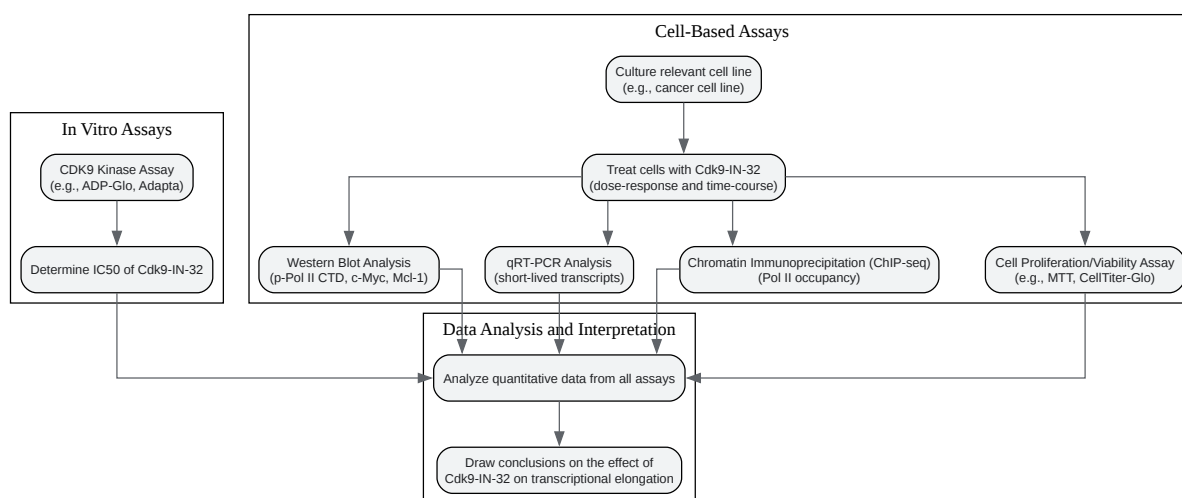 Cell-Based Assays
Culture relevant cell line
(e.g., cancer cell line)
In Vitro Assays
CDK9 Kinase Assay
(e.g., ADP-Glo, Adapta)
Treat cells with Cdk9-IN-32
(dose-response and time-course)
Determine IC50 of Cdk9-IN-32
Western Blot Analysis
(p-Pol II CTD, c-Myc, Mcl-1)
qRT-PCR Analysis
(short-lived transcripts)
Chromatin Immunoprecipitation (ChIP-seq)
(Pol II occupancy)
Cell Proliferation/Viability Assay
(e.g., MTT, CellTiter-Glo)
Data Analysis and Interpretation
Analyze quantitative data from all assays
Draw conclusions on the effect of
Cdk9-IN-32 on transcriptional elongation